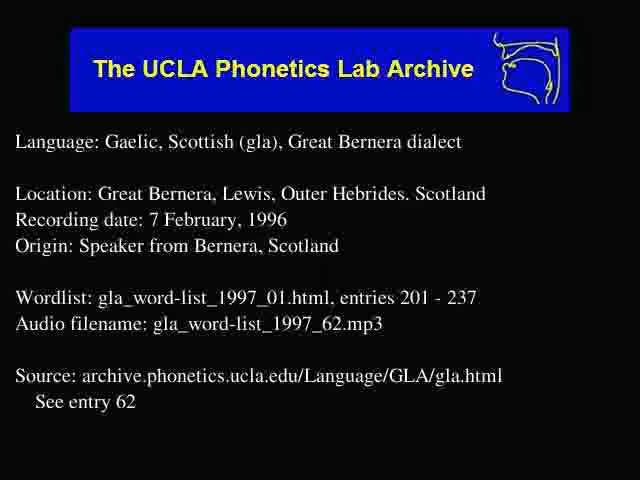 The UCLA Phonetics Lab Archive
Language: Gaelic, Scottish (gla), Great Bernera dialect
Location: Great Bernera, Lewis, Outer Hebrides. Scotland
Recording date: 7 February, 1996
Origin: Speaker from Bernera, Scotland
Wordlist: gla_word-list_1997_01.html, entries 201 - 237
Audio filename: gla_word-list_1997_62.mp3
Source: archive.phonetics.ucla.edu/Language/GLA/gla.html
See entry 62